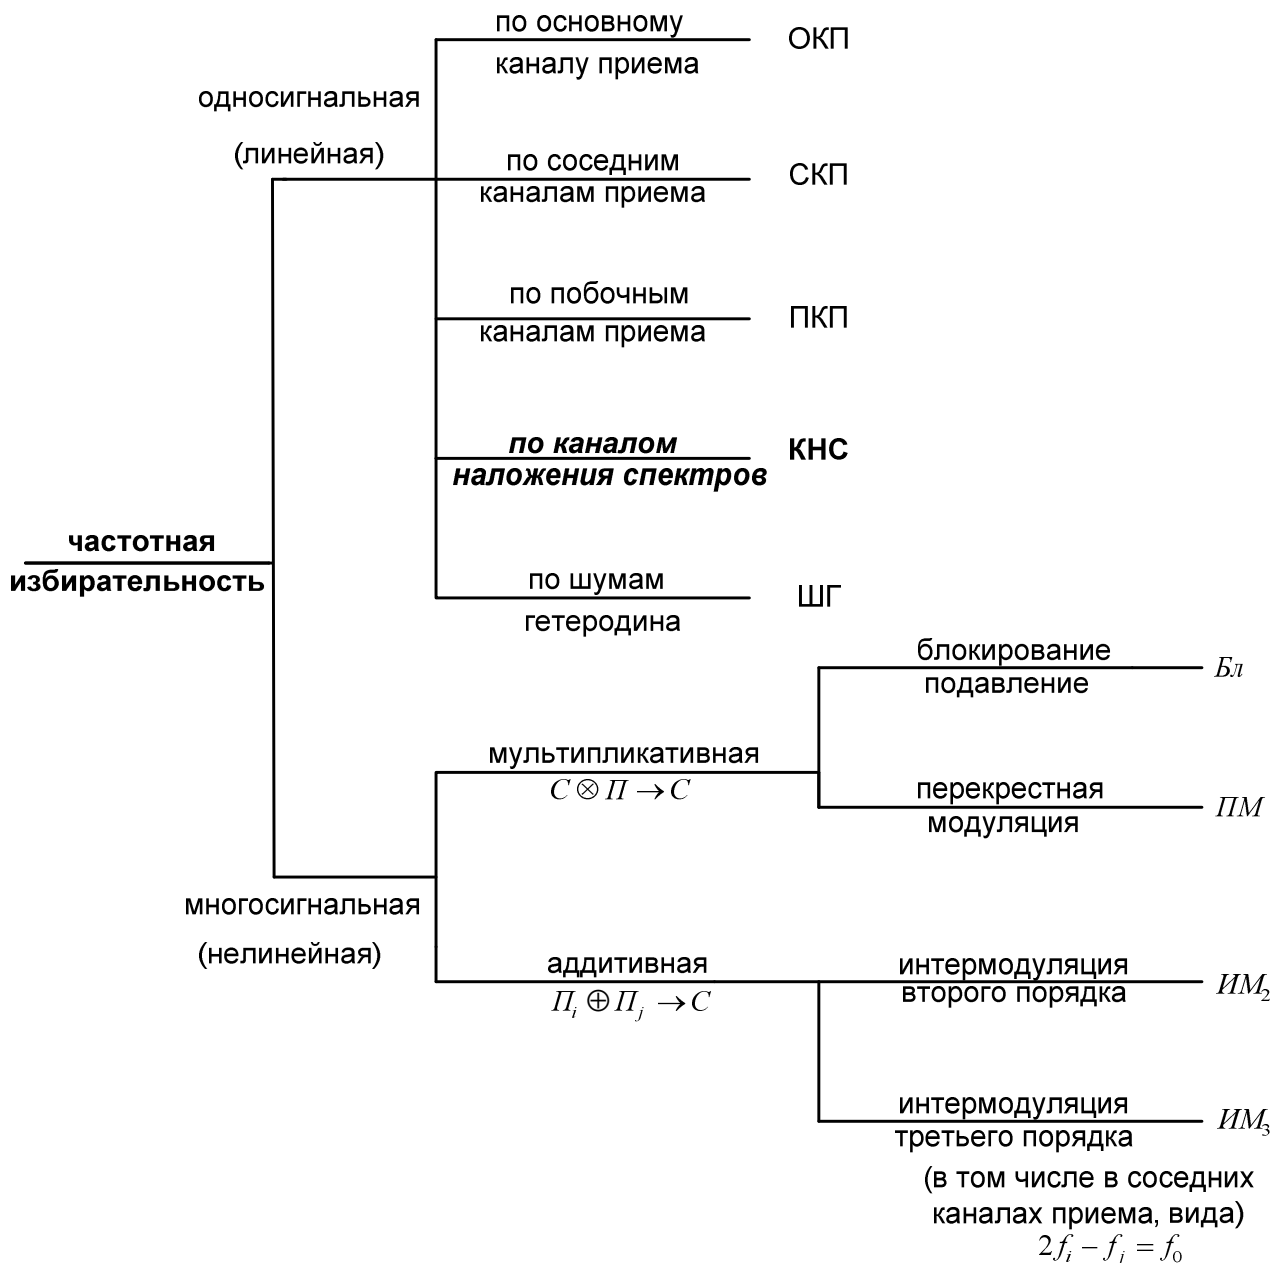 по основному
каналу приема
ОКП
односигнальная
(линейная)
по соседним
каналам приема
СКП
по побочным
каналам приема
ПКП
по каналом
наложения спектров
КНС
частотная
избирательность
по шумам
гетеродина
ШГ
блокирование
подавление
Бл
мультипликативная
С ⊗ П → С
перекрестная
модуляция
ПМ
многосигнальная
(нелинейная)
аддитивная
Пi ⊕ Пj → С
интермодуляция
второго порядка
ИМ2
интермодуляция
третьего порядка
ИМ3
(в том числе в соседних
каналах приема, вида)
2fi − fj = f0